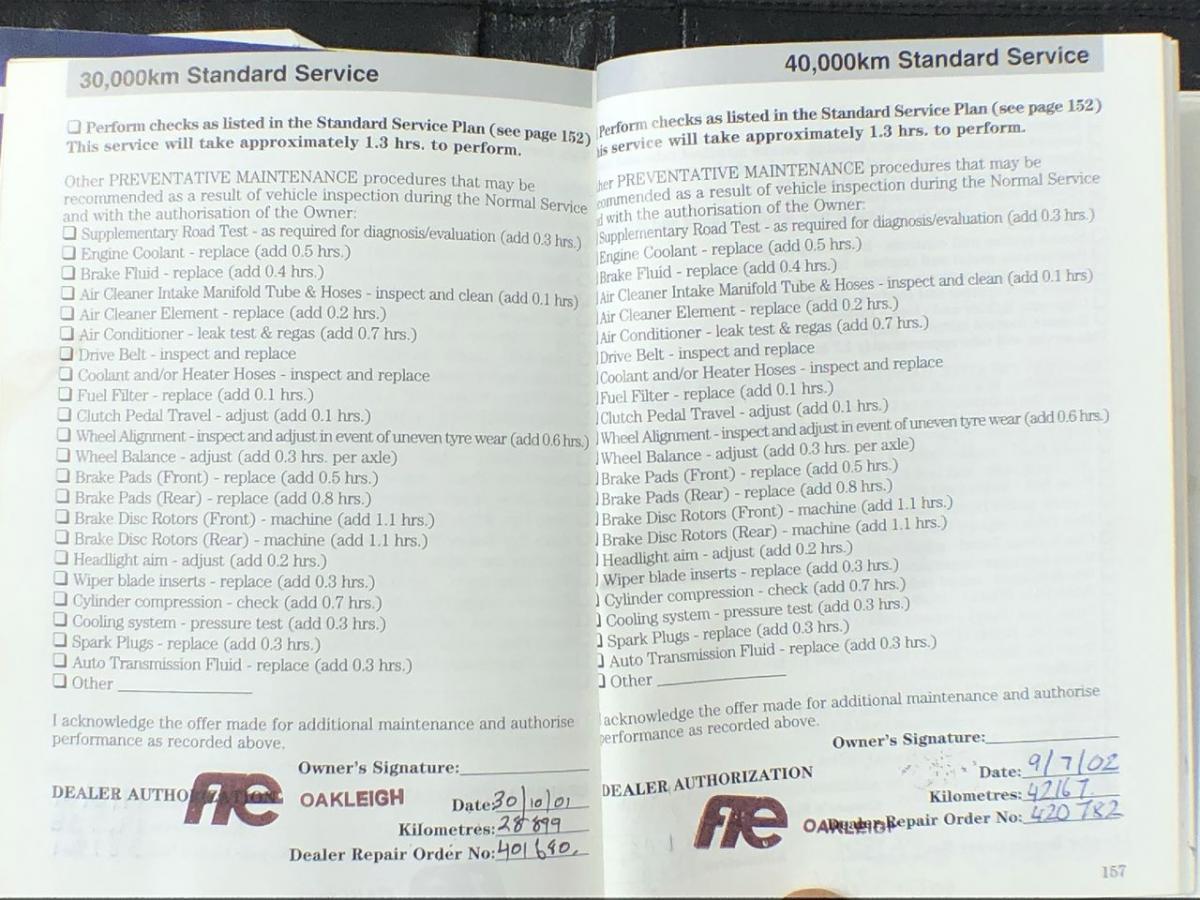 30,000km Standard Service
❏ Perform checks as listed in the Standard Service Plan (see page 152)
This service will take approximately 1.3 hrs. to perform.
Other PREVENTATIVE MAINTENANCE procedures that may be
recommended as a result of vehicle inspection during the Normal Service
and with the authorisation of the Owner:
❏ Supplementary Road Test - as required for diagnosis/evaluation (add 0.3 hrs.)
❏ Engine Coolant - replace (add 0.5 hrs.)
❏ Brake Fluid - replace (add 0.4 hrs.)
❏ Air Cleaner Intake Manifold Tube & Hoses - inspect and clean (add 0.1 hrs)
❏ Air Cleaner Element - replace (add 0.2 hrs.)
❏ Air Conditioner - leak test & regas (add 0.7 hrs.)
❏ Drive Belt - inspect and replace
❏ Coolant and/or Heater Hoses - inspect and replace
❏ Fuel Filter - replace (add 0.1 hrs.)
❏ Clutch Pedal Travel - adjust (add 0.1 hrs.)
❏ Wheel Alignment - inspect and adjust in event of uneven tyre wear (add 0.6 hrs.)
❏ Wheel Balance - adjust (add 0.3 hrs. per axle)
❏ Brake Pads (Front) - replace (add 0.5 hrs.)
❏ Brake Pads (Rear) - replace (add 0.8 hrs.)
❏ Brake Disc Rotors (Front) - machine (add 1.1 hrs.)
❏ Brake Disc Rotors (Rear) - machine (add 1.1 hrs.)
❏ Headlight aim - adjust (add 0.2 hrs.)
❏ Wiper blade inserts - replace (add 0.3 hrs.)
❏ Cylinder compression - check (add 0.7 hrs.)
❏ Cooling system - pressure test (add 0.3 hrs.)
❏ Spark Plugs - replace (add 0.3 hrs.)
❏ Auto Transmission Fluid - replace (add 0.3 hrs.)
❏ Other
I acknowledge the offer made for additional maintenance and authorise
performance as recorded above.
Owner's Signature:
DEALER AUTHORIZATION OAKLEIGH Date: 30/10/01
Kilometres: 28899
Dealer Repair Order No: 401680.
40,000km Standard Service
Perform checks as listed in the Standard Service Plan (see page 152)
is service will take approximately 1.3 hrs. to perform.
her PREVENTATIVE MAINTENANCE procedures that may be
commended as a result of vehicle inspection during the Normal Service
d with the authorisation of the Owner:
Supplementary Road Test - as required for diagnosis/evaluation (add 0.3 hrs.)
Engine Coolant - replace (add 0.5 hrs.)
Brake Fluid - replace (add 0.4 hrs.)
Air Cleaner Intake Manifold Tube & Hoses - inspect and clean (add 0.1 hrs)
Air Cleaner Element - replace (add 0.2 hrs.)
Air Conditioner - leak test & regas (add 0.7 hrs.)
Drive Belt - inspect and replace
Coolant and/or Heater Hoses - inspect and replace
Fuel Filter - replace (add 0.1 hrs.)
Clutch Pedal Travel - adjust (add 0.1 hrs.)
Wheel Alignment - inspect and adjust in event of uneven tyre wear (add 0.6 hrs.)
Wheel Balance - adjust (add 0.3 hrs. per axle)
Brake Pads (Front) - replace (add 0.5 hrs.)
Brake Pads (Rear) - replace (add 0.8 hrs.)
Brake Disc Rotors (Front) - machine (add 1.1 hrs.)
Brake Disc Rotors (Rear) - machine (add 1.1 hrs.)
Headlight aim - adjust (add 0.2 hrs.)
Wiper blade inserts - replace (add 0.3 hrs.)
Cylinder compression - check (add 0.7 hrs.)
Cooling system - pressure test (add 0.3 hrs.)
Spark Plugs - replace (add 0.3 hrs.)
Auto Transmission Fluid - replace (add 0.3 hrs.)
Other
acknowledge the offer made for additional maintenance and authorise
performance as recorded above.
Owner's Signature:
DEALER AUTHORIZATION Date: 9/7/02
Kilometres: 42167.
OAKLEIGH Dealer Repair Order No: 420782
157